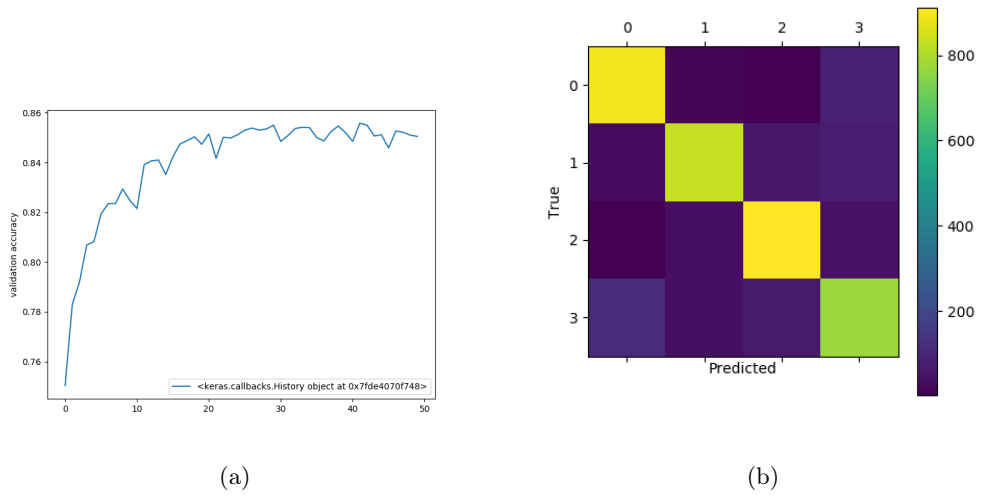 0.86
0.84
0.82
0.80
0.78
0.76
validation accuracy
0 10 20 30 40 50
<keras.callbacks.History object at 0x7fde4070f748>
(a)
0 1 2 3
0
1
2
3
True
Predicted
800
600
400
200
(b)